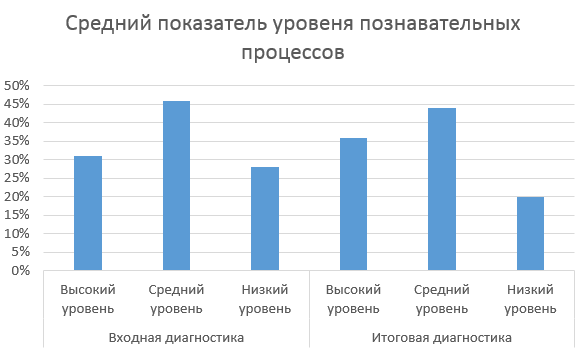 Средний показатель уровеня познавательных
процессов
50%
45%
40%
35%
30%
25%
20%
15%
10%
5%
0%
Высокий Средний Низкий Высокий Средний Низкий
уровень уровень уровень уровень уровень уровень
Входная диагностика Итоговая диагностика